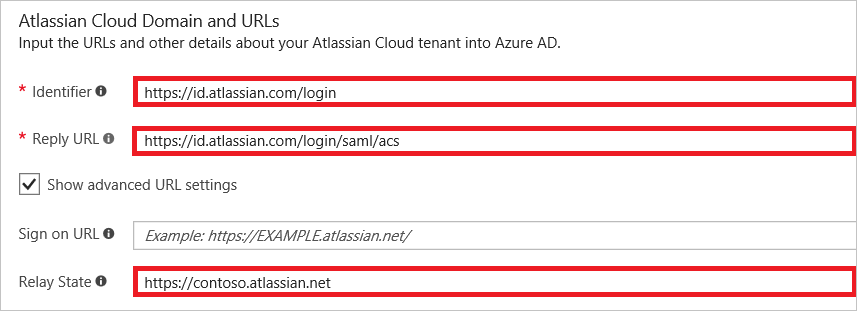 Atlassian Cloud Domain and URLs
Input the URLs and other details about your Atlassian Cloud tenant into Azure AD.
* Identifier https://id.atlassian.com/login
* Reply URL https://id.atlassian.com/login/saml/acs
Show advanced URL settings
Sign on URL Example: https://EXAMPLE.atlassian.net/
Relay State https://contoso.atlassian.net